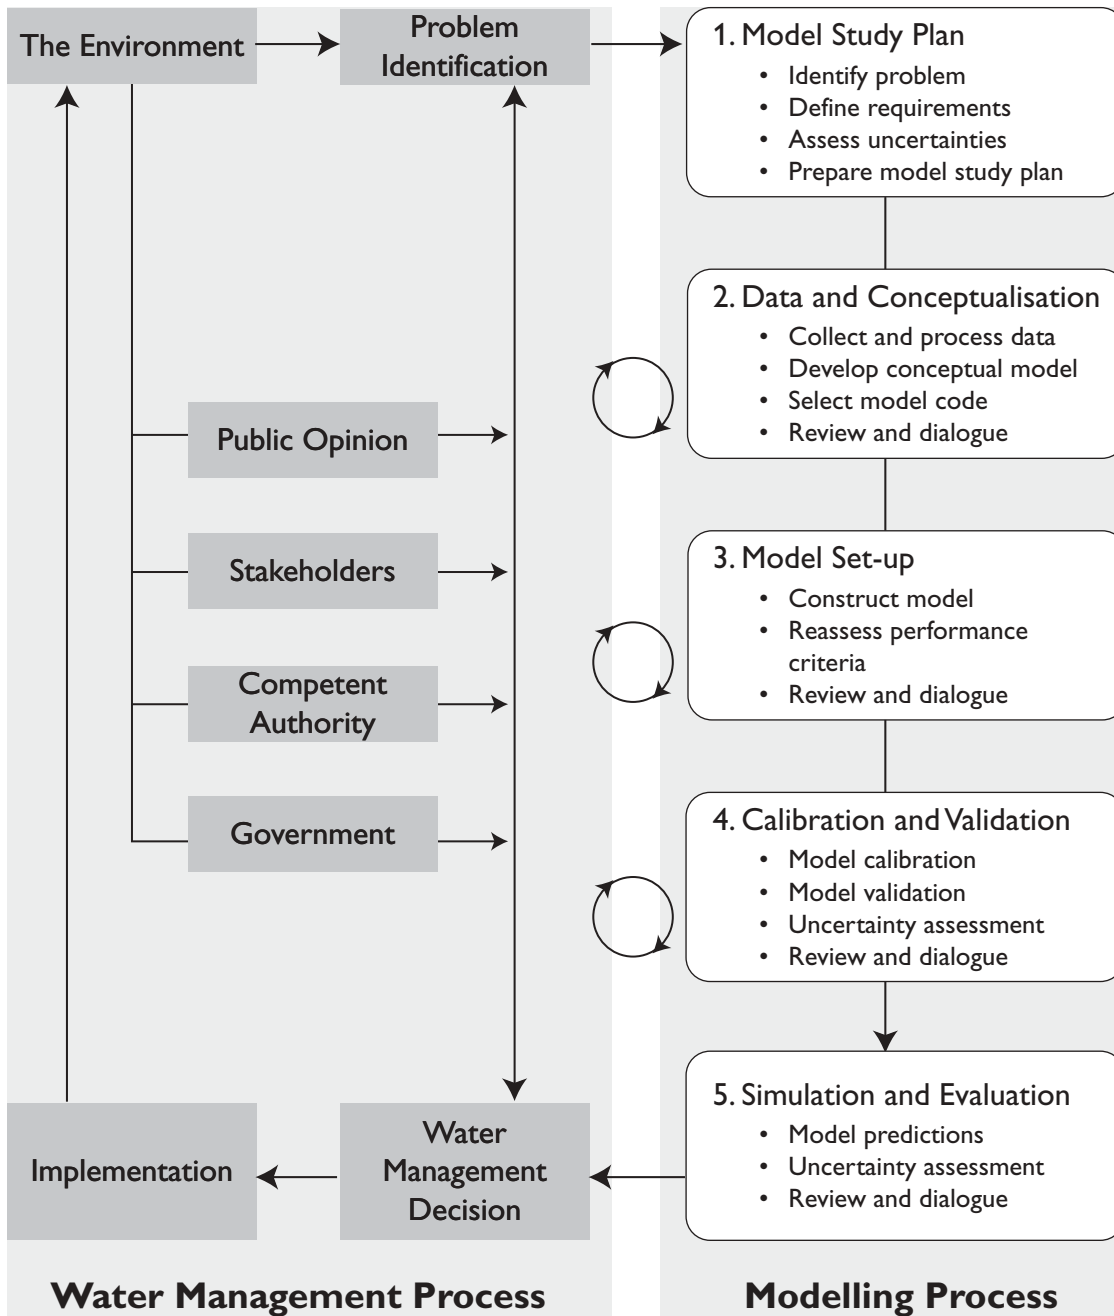 The Environment
Problem
Identification
Public Opinion
Stakeholders
Competent
Authority
Government
Implementation
Water
Management
Decision
Water Management Process
1. Model Study Plan
• Identify problem
• Define requirements
• Assess uncertainties
• Prepare model study plan
2. Data and Conceptualisation
• Collect and process data
• Develop conceptual model
• Select model code
• Review and dialogue
3. Model Set-up
• Construct model
• Reassess performance
criteria
• Review and dialogue
4. Calibration and Validation
• Model calibration
• Model validation
• Uncertainty assessment
• Review and dialogue
5. Simulation and Evaluation
• Model predictions
• Uncertainty assessment
• Review and dialogue
Modelling Process